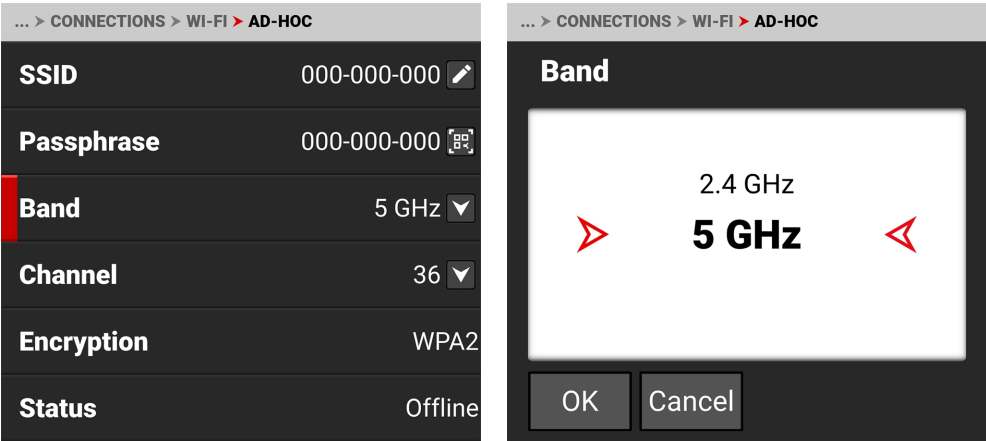 ... > CONNECTIONS > WI-FI > AD-HOC
SSID 000-000-000
Passphrase 000-000-000
Band 5 GHz
Channel 36
Encryption WPA2
Status Offline
... > CONNECTIONS > WI-FI > AD-HOC
Band
2.4 GHz
5 GHz
OK Cancel